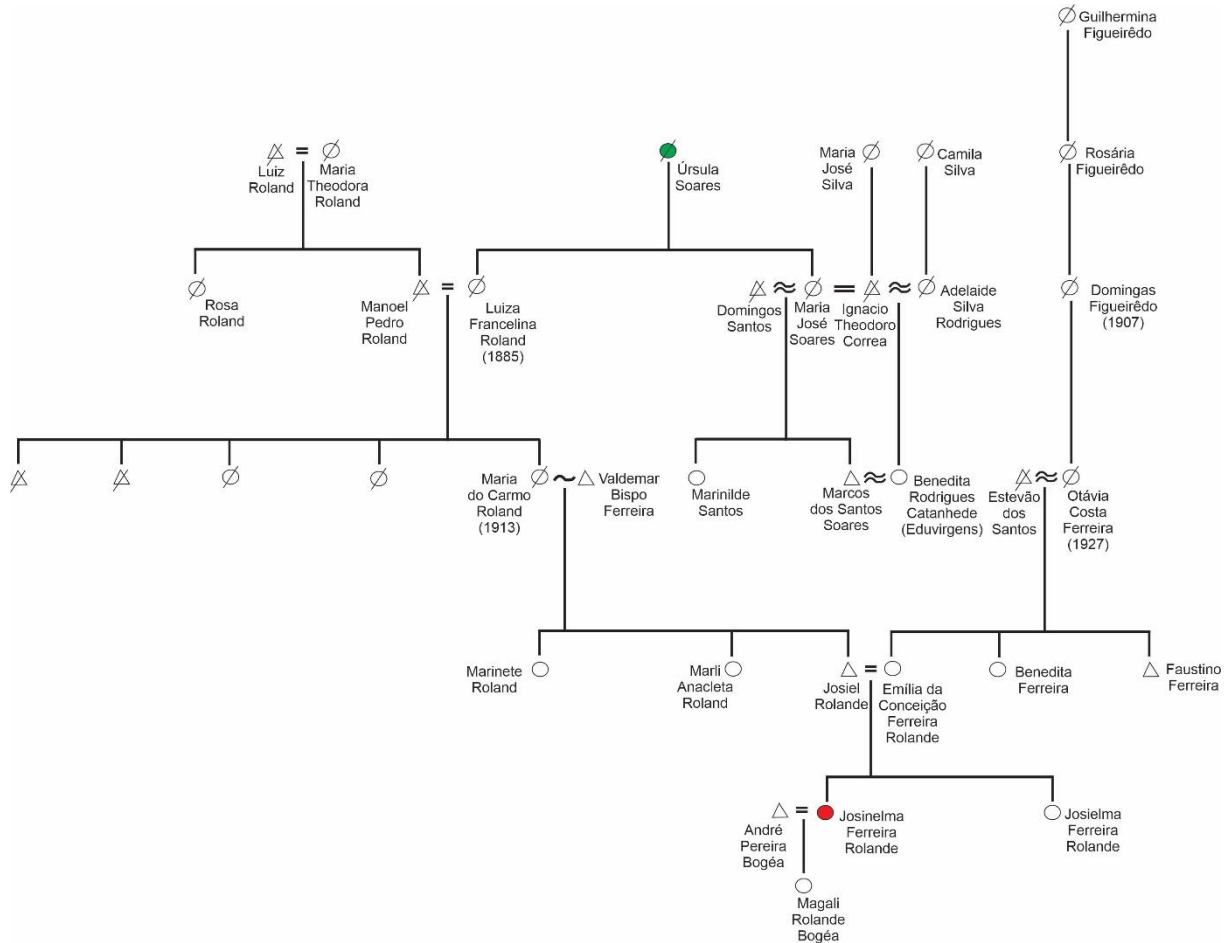 Guilhermina
Figueirêdo
Luiz
Roland
Maria
Theodora
Roland
Úrsula
Soares
Maria
José
Silva
Camila
Silva
Rosária
Figueirêdo
Rosa
Roland
Manoel
Pedro
Roland
Luiza
Francelina
Roland
(1885)
Domingos
Santos
Maria
José
Soares
Ignacio
Theodoro
Correa
Adelaide
Silva
Rodrigues
Domingas
Figueirêdo
(1907)
Maria
do Carmo
Roland
(1913)
Valdemar
Bispo
Ferreira
Marinilde
Santos
Marcos
dos Santos
Soares
Benedita
Rodrigues
Catanhede
(Eduvirgens)
Estevão
dos
Santos
Otávia
Costa
Ferreira
(1927)
Marinete
Roland
Marli
Anacleta
Roland
Josiel
Rolande
Emília da
Conceição
Ferreira
Rolande
Benedita
Ferreira
Faustino
Ferreira
André
Pereira
Bogéa
Josinelma
Ferreira
Rolande
Josielma
Ferreira
Rolande
Magali
Rolande
Bogéa